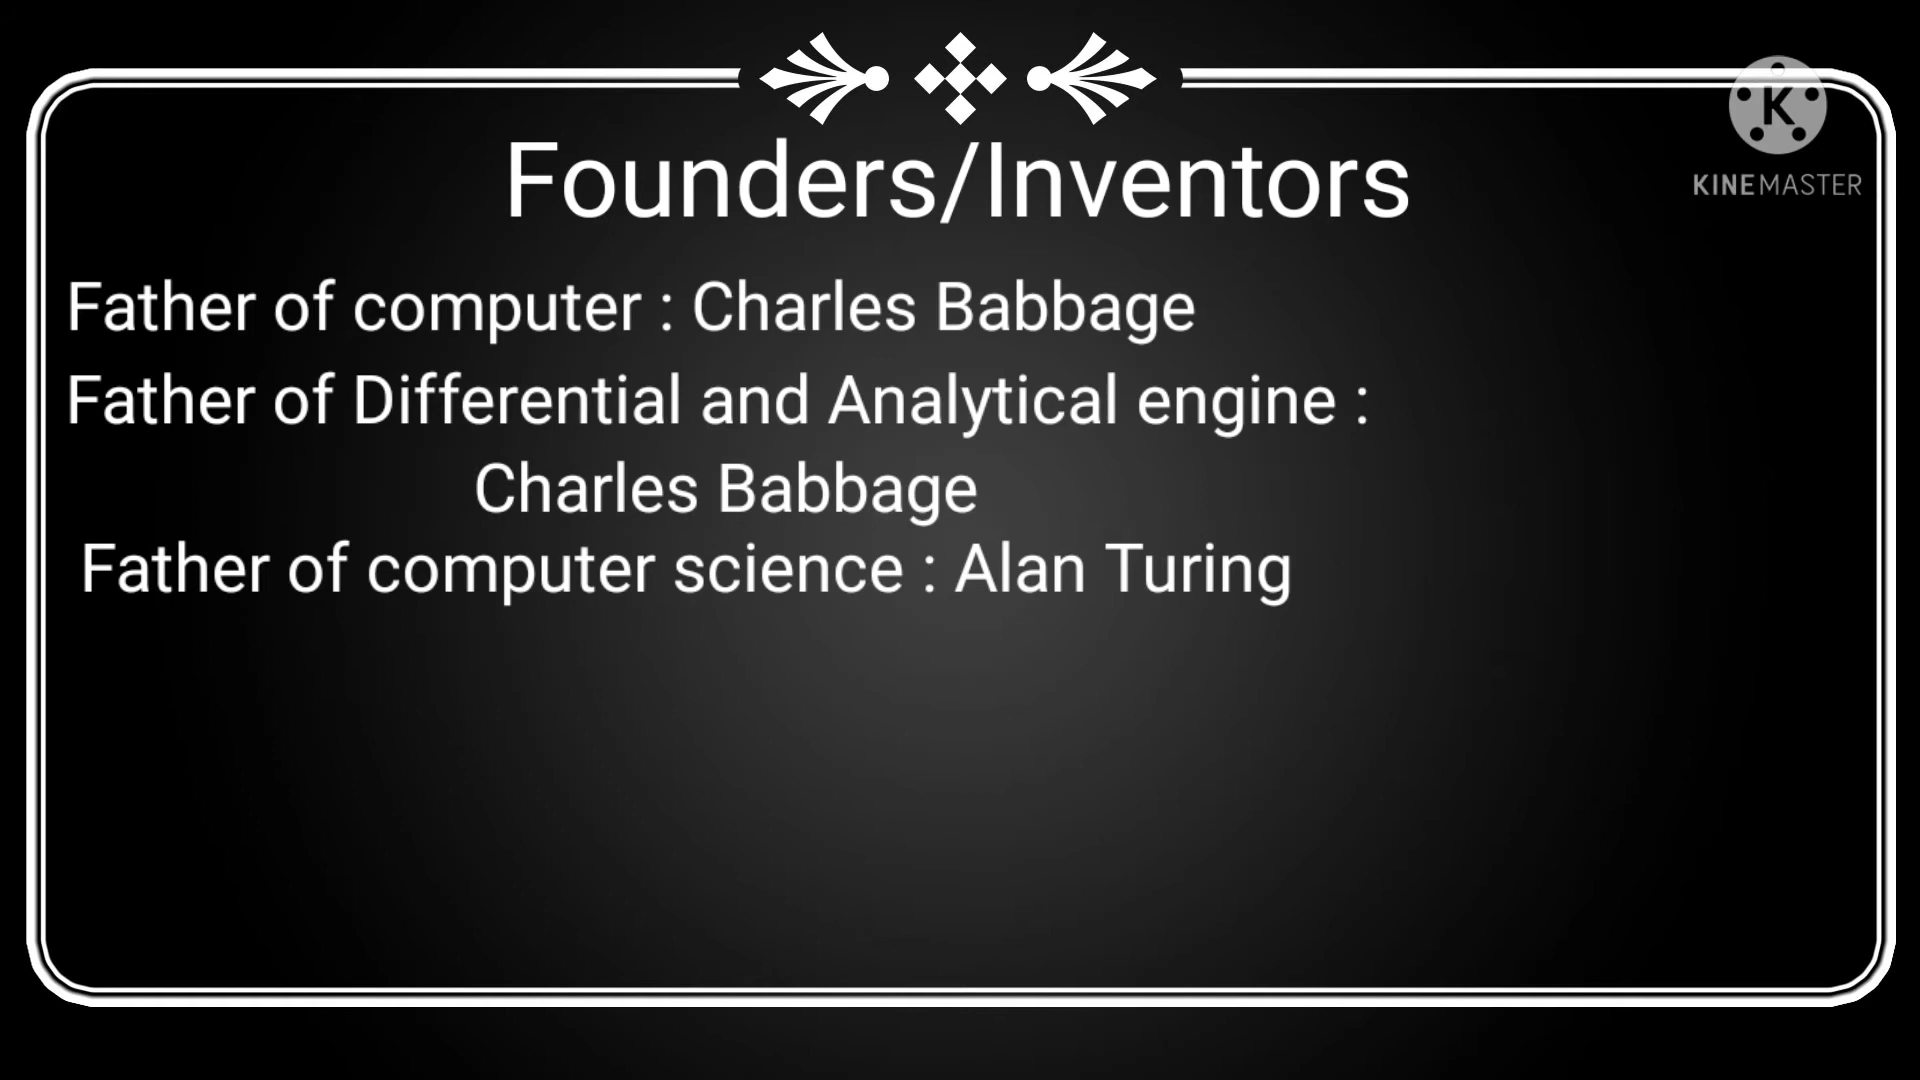 Founders/Inventors
K
KINEMASTER
Father of computer : Charles Babbage
Father of Differential and Analytical engine :
Charles Babbage
Father of computer science : Alan Turing